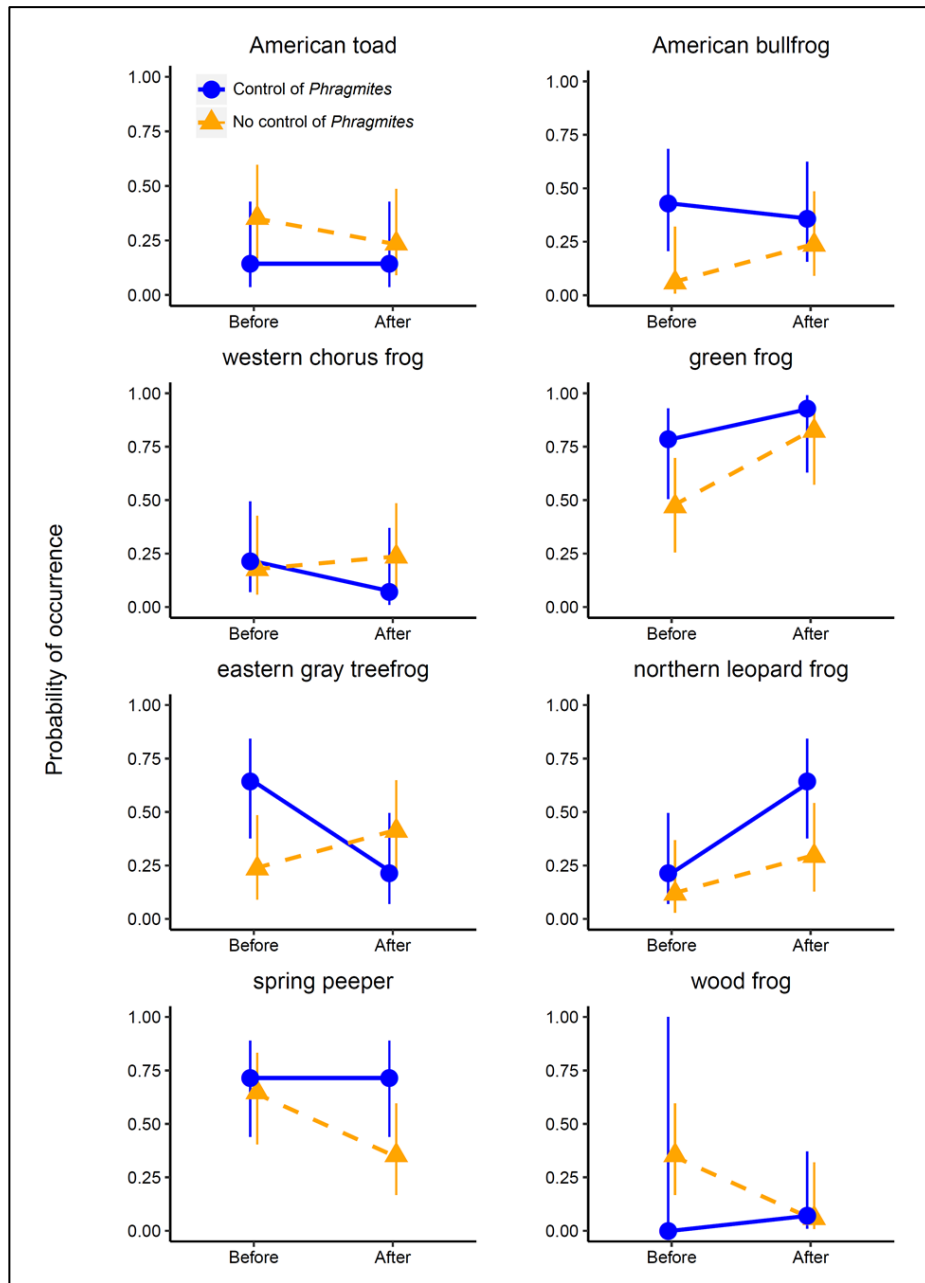 American toad
American bullfrog
1.00
0.75
0.50
0.25
0.00
Control of Phragmites
No control of Phragmites
Before
After
1.00
0.75
0.50
0.25
0.00
Before
After
western chorus frog
green frog
1.00
0.75
0.50
0.25
0.00
Before
After
1.00
0.75
0.50
0.25
0.00
Before
After
Probability of occurrence
eastern gray treefrog
northern leopard frog
1.00
0.75
0.50
0.25
0.00
Before
After
1.00
0.75
0.50
0.25
0.00
Before
After
spring peeper
wood frog
1.00
0.75
0.50
0.25
0.00
Before
After
1.00
0.75
0.50
0.25
0.00
Before
After